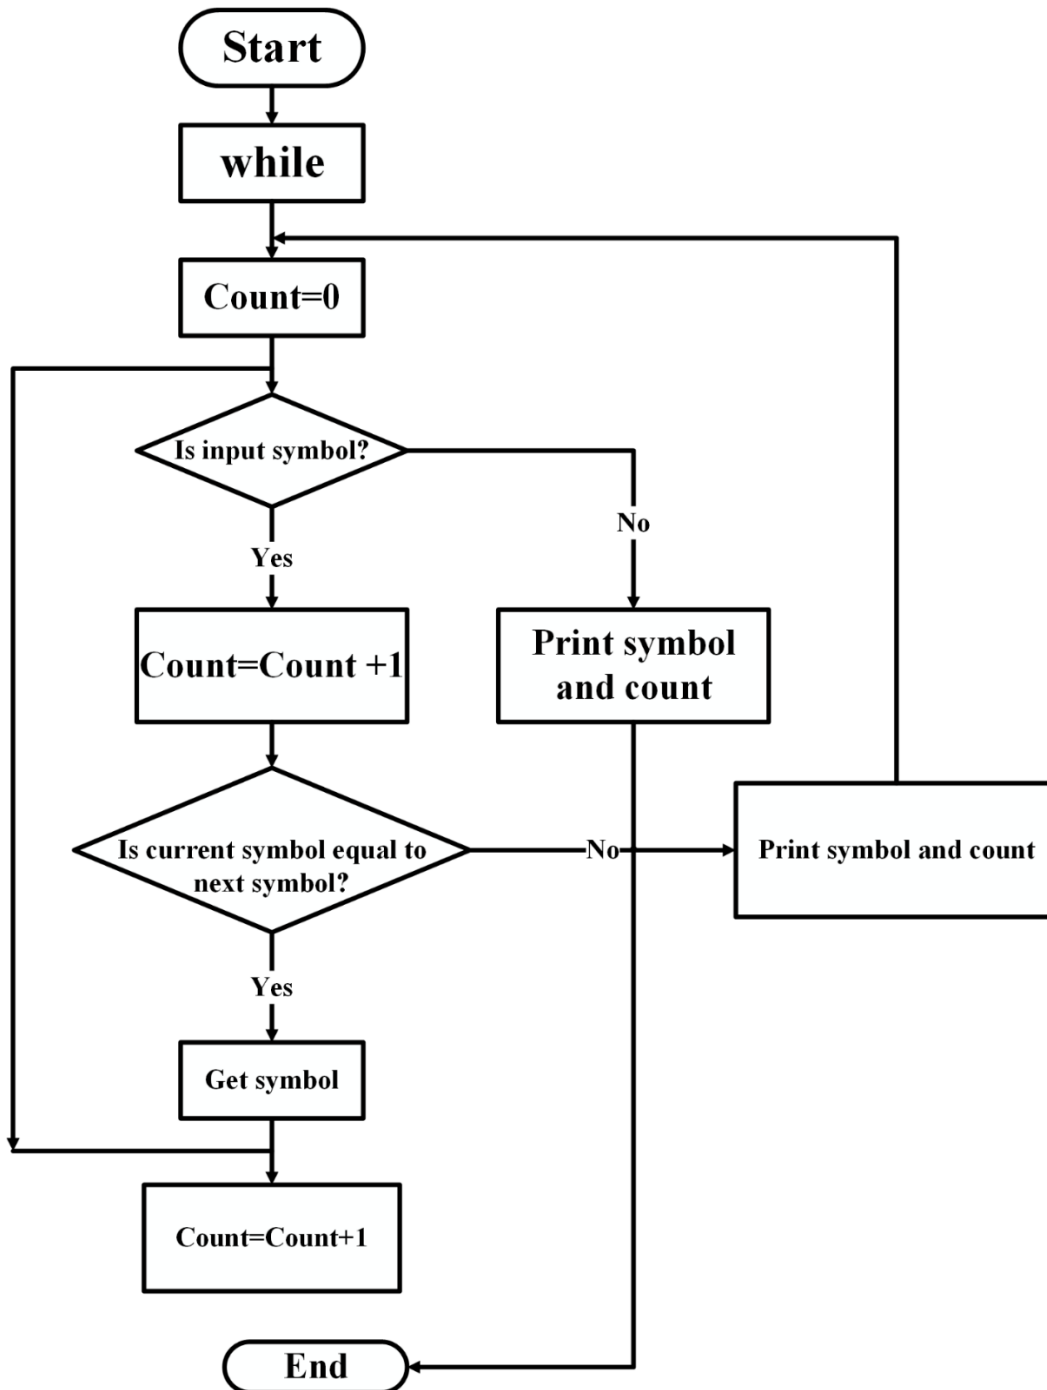 Start
while
Count=0
Is input symbol?
No
Yes
Count=Count +1
Print symbol
and count
Is current symbol equal to
next symbol?
No
Print symbol and count
Yes
Get symbol
Count=Count+1
End